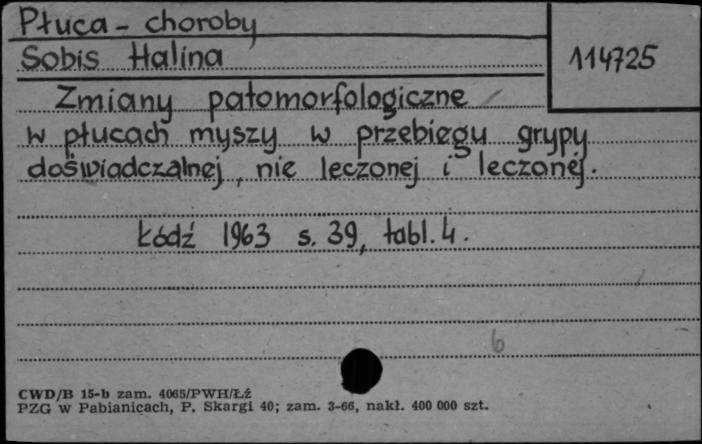 Płuca - choroby
Sobis Halina
114725
Zmiany patomorfologiczne
w płucach myszy w przebiegu grypy
doświadczalnej, nie leczonej i leczonej.
Łódź 1963 s. 39, tabl. 4.
6
CWD/B 15-b zam. 4065/PWH/Łź
PZG w Pabianicach, P. Skargi 40; zam. 3-66, nakł. 400 000 szt.